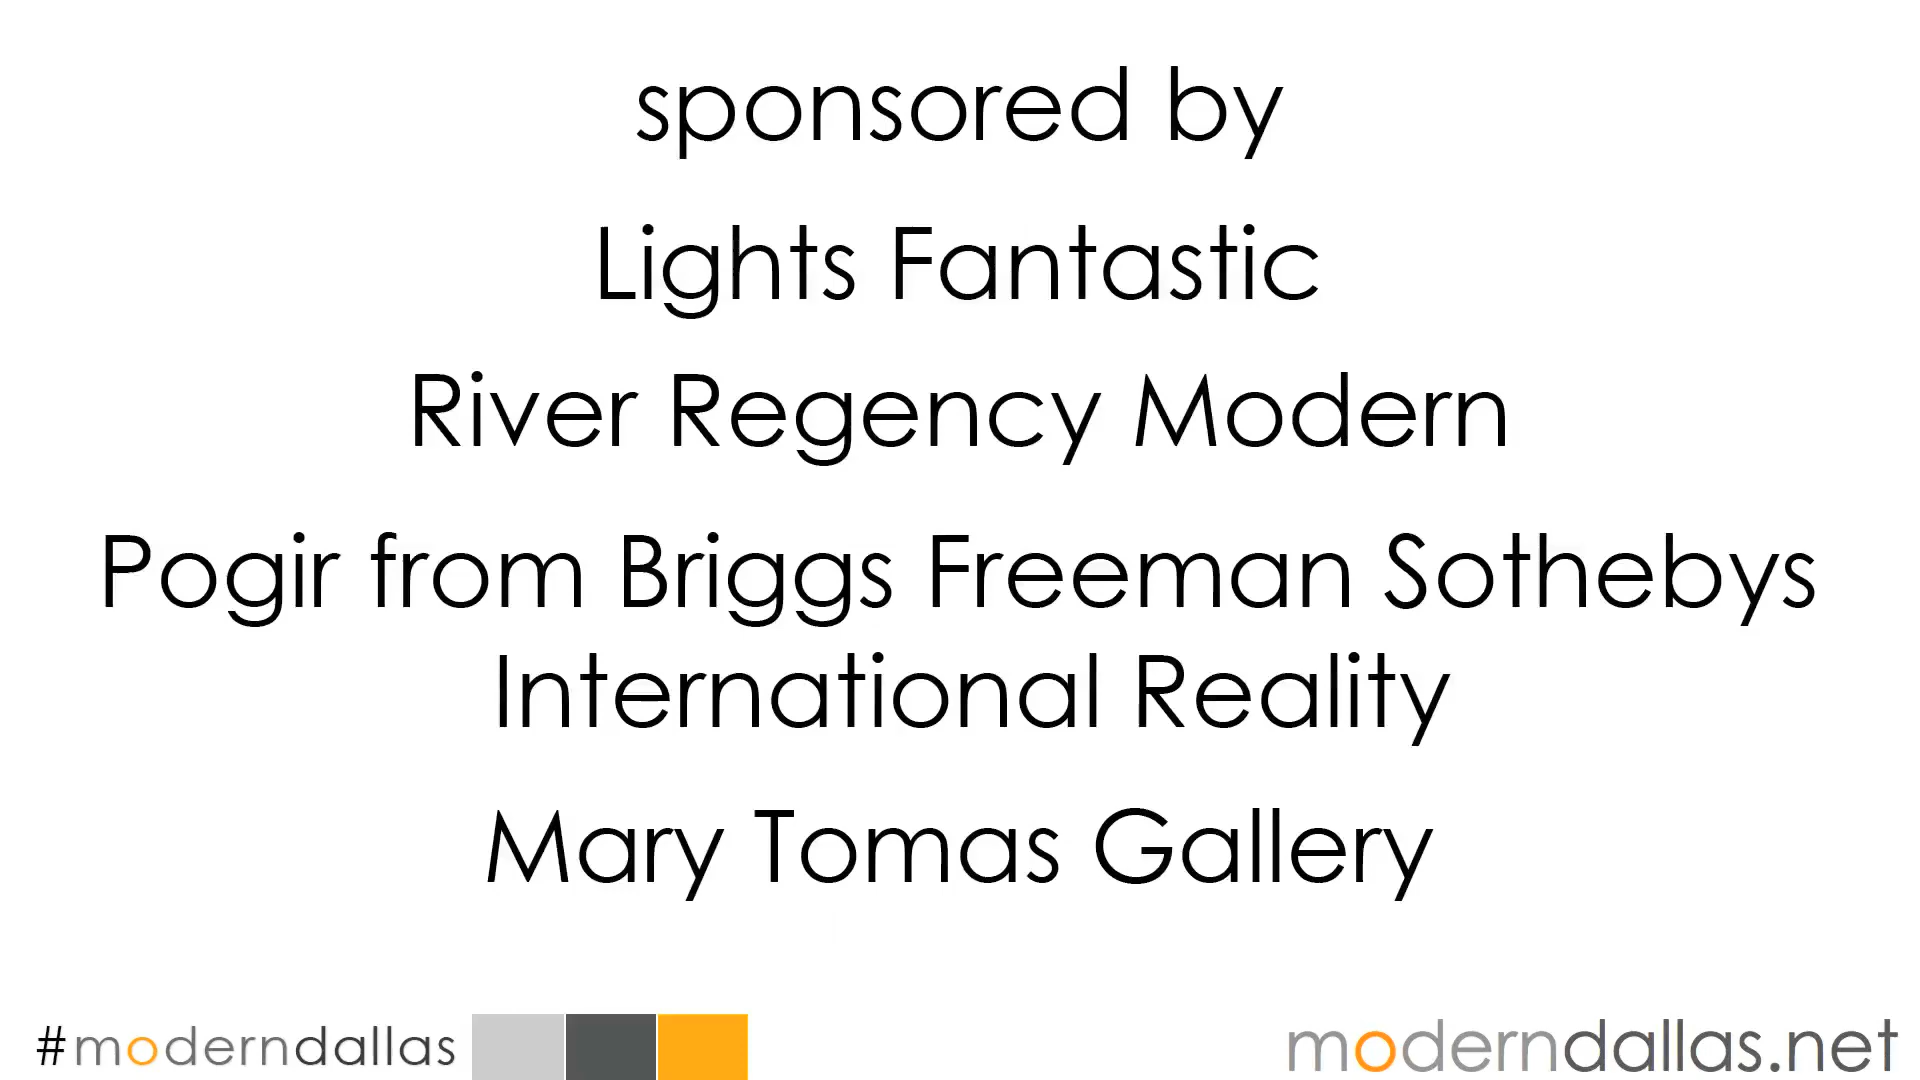 sponsored by
Lights Fantastic
River Regency Modern
Pogir from Briggs Freeman Sothebys
International Reality
Mary Tomas Gallery
#moderndallas
moderndallas.net